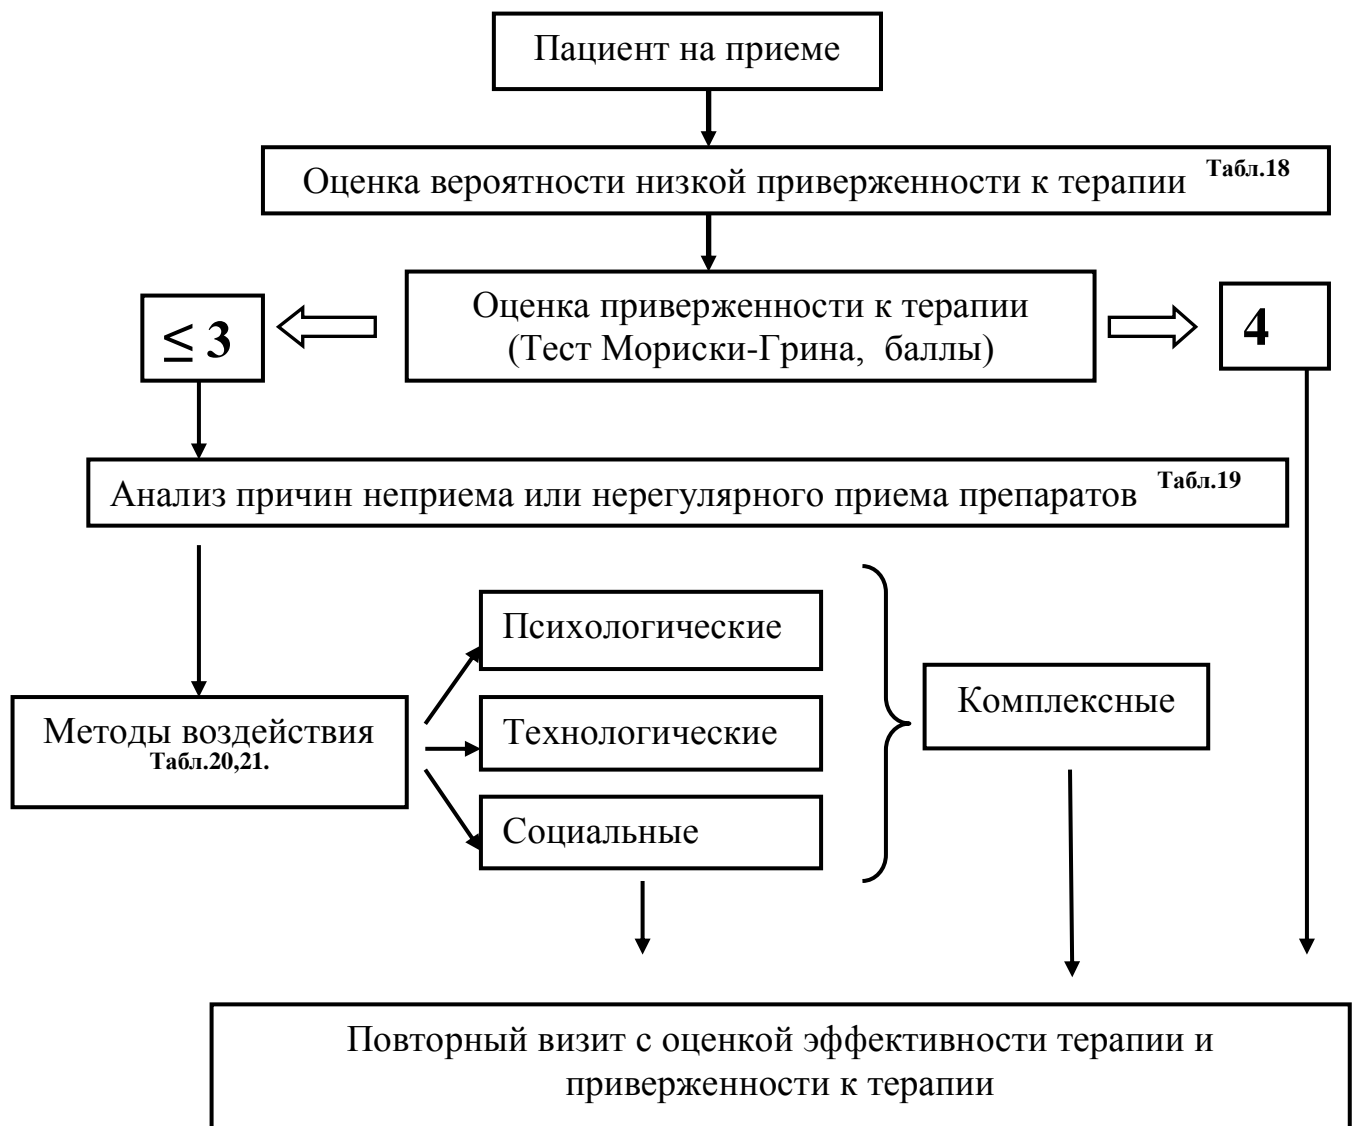 Пациент на приеме
Оценка вероятности низкой приверженности к терапии Табл.18
Оценка приверженности к терапии
(Тест Мориски-Грина, баллы)
≤ 3
4
Анализ причин неприема или нерегулярного приема препаратов Табл.19
Методы воздействия
Табл.20,21.
Психологические
Технологические
Социальные
Комплексные
Повторный визит с оценкой эффективности терапии и
приверженности к терапии